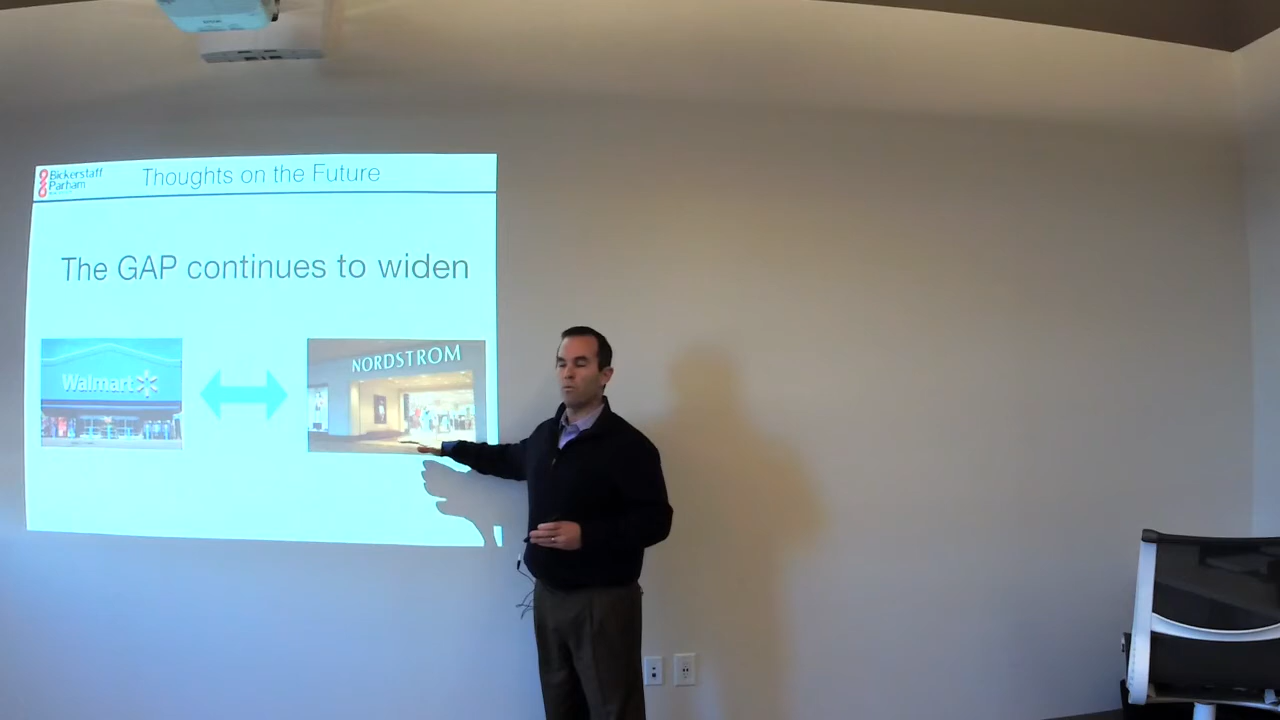 Bickerstaff
Parham
Thoughts on the Future
The GAP continues to widen
Walmart
NORDSTROM